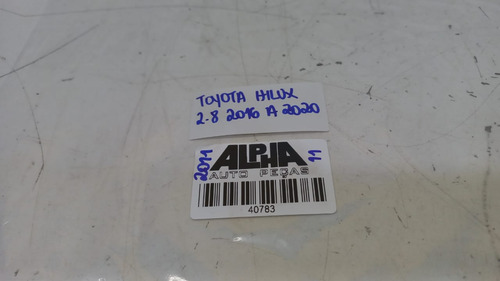 TOYOTA HILUX
2.8 2016 A 2020
2011 ALPHA 11
AUTO PEÇAS
40783